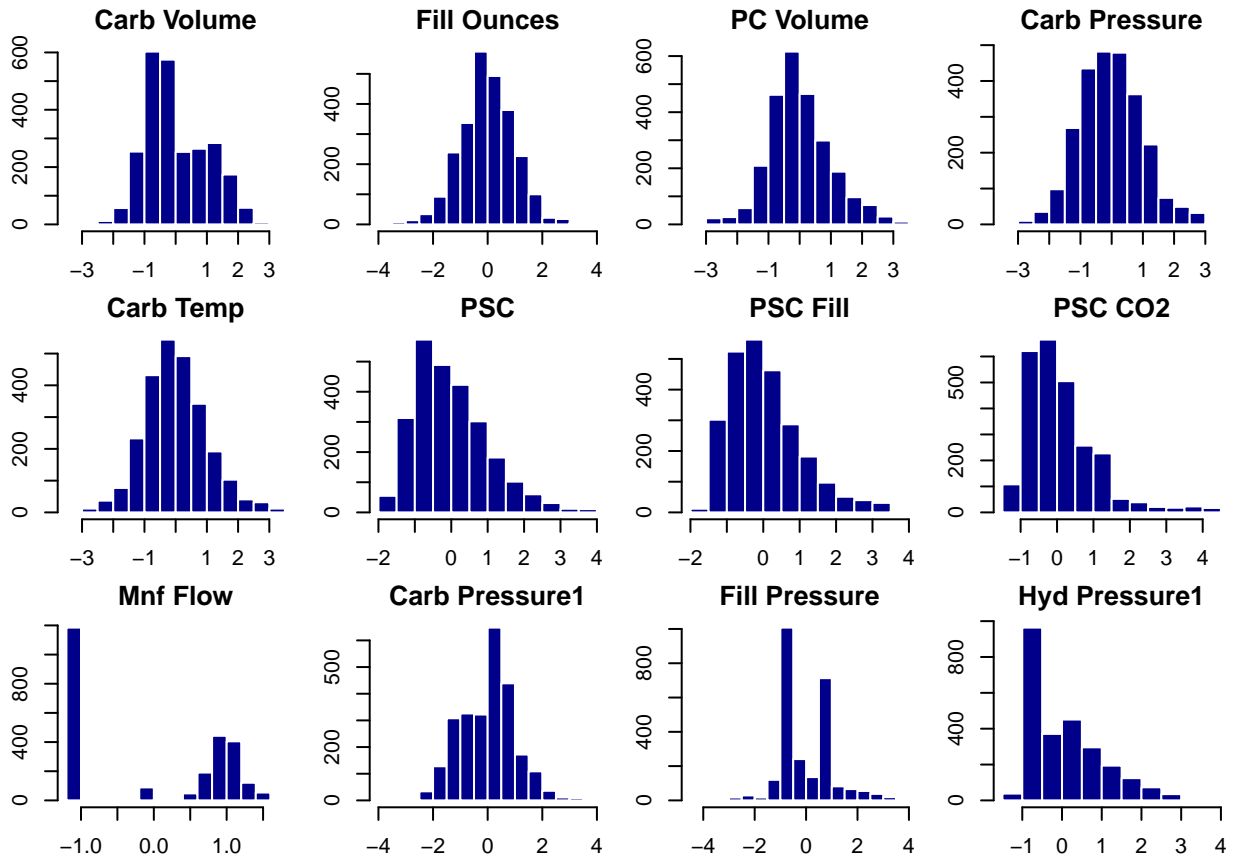 Carb Volume Fill Ounces PC Volume Carb Pressure
0 200 400 600
−3 −1 1 2 3
0 200 400
−4 −2 0 2 4
0 200 400 600
−3 −1 1 2 3
0 200 400
−3 −1 1 2 3
Carb Temp PSC PSC Fill PSC CO2
0 200 400
−3 −1 1 2 3
0 200 400
−2 0 1 2 3 4
0 200 400
−2 0 1 2 3 4
0 200 500
−1 0 1 2 3 4
Mnf Flow Carb Pressure1 Fill Pressure Hyd Pressure1
0 400 800
−1.0 0.0 1.0
0 200 500
−4 −2 0 2 4
0 400 800
−4 −2 0 2 4
0 400 800
−1 0 1 2 3 4